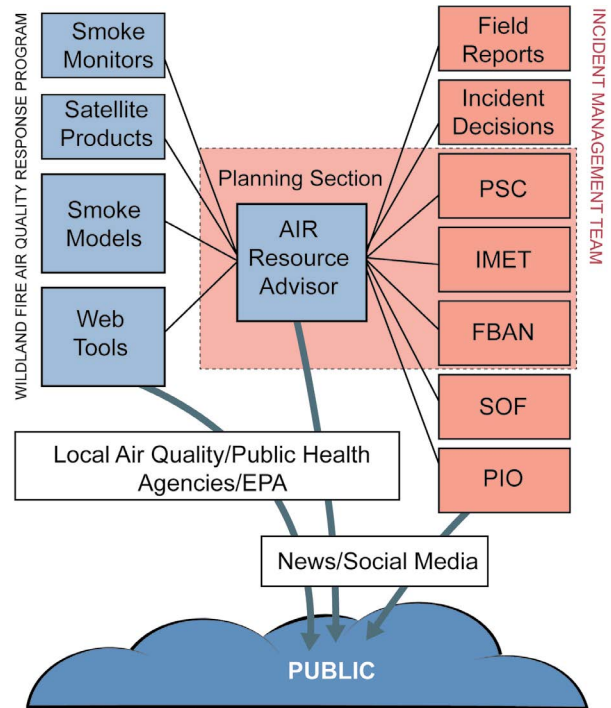 WILDLAND FIRE AIR QUALITY RESPONSE PROGRAM
Smoke
Monitors
Satellite
Products
Smoke
Models
Web
Tools
Planning Section
AIR
Resource
Advisor
Field
Reports
Incident
Decisions
PSC
IMET
FBAN
SOF
PIO
INCIDENT MANAGEMENT TEAM
Local Air Quality/Public Health
Agencies/EPA
News/Social Media
PUBLIC